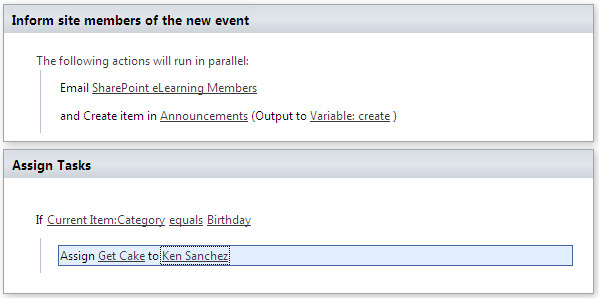 Inform site members of the new event
The following actions will run in parallel:
Email SharePoint eLearning Members
and Create item in Announcements (Output to Variable: create )
Assign Tasks
If Current Item:Category equals Birthday
Assign Get Cake to Ken Sanchez